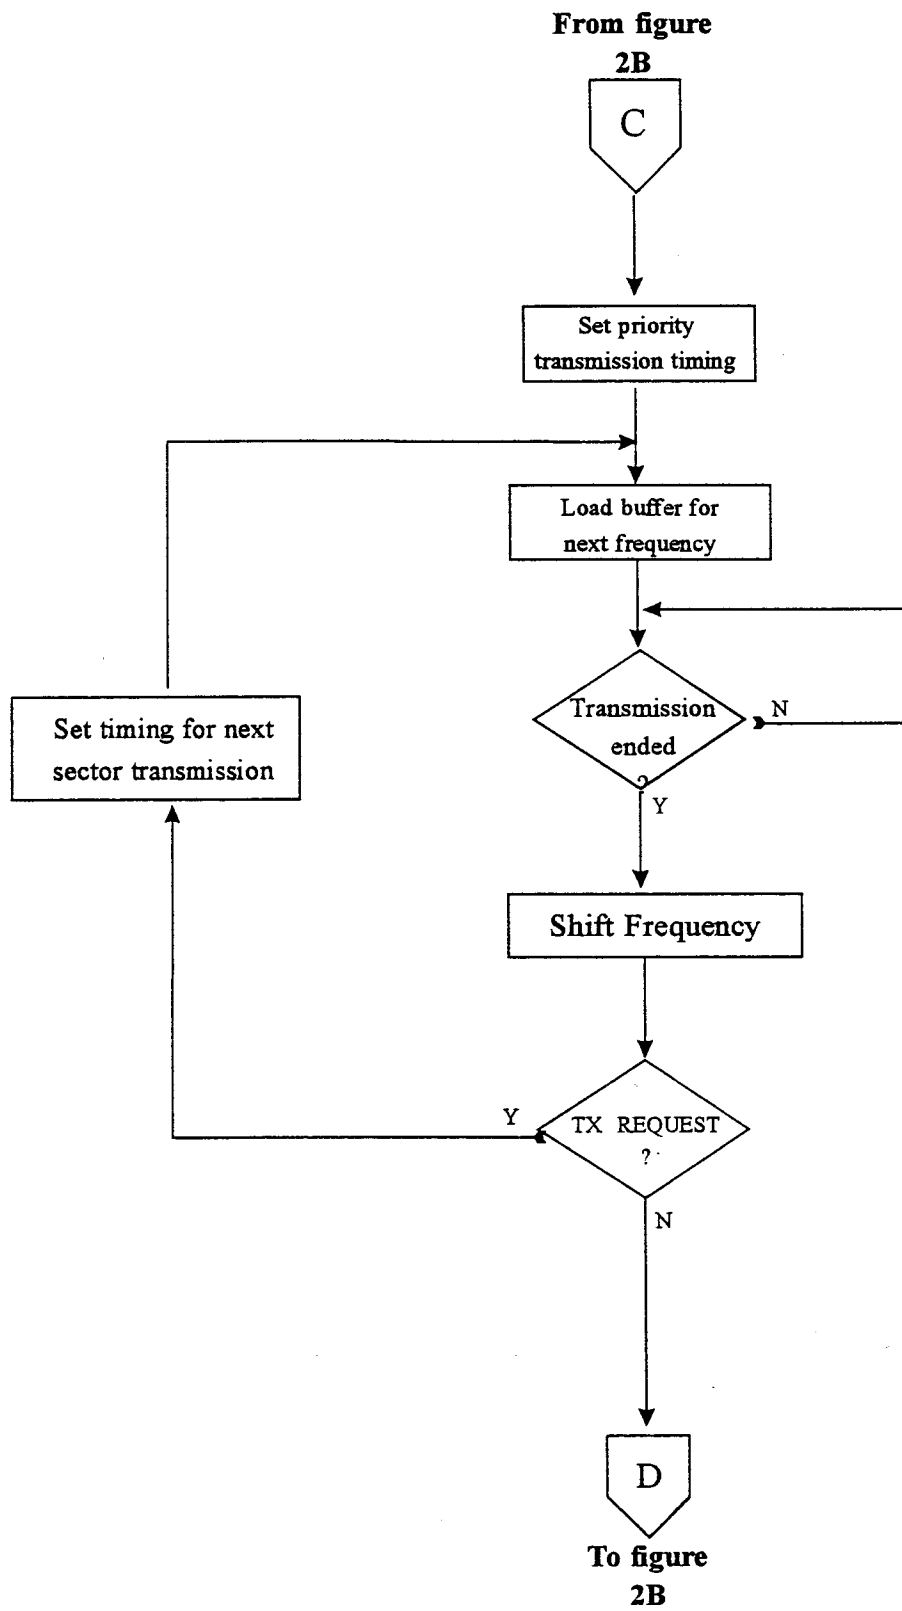 From figure
2B
C
Set priority
transmission timing
Load buffer for
next frequency
Transmission
ended
?
N
Y
Set timing for next
sector transmission
Shift Frequency
Y
TX REQUEST
?
N
D
To figure
2B